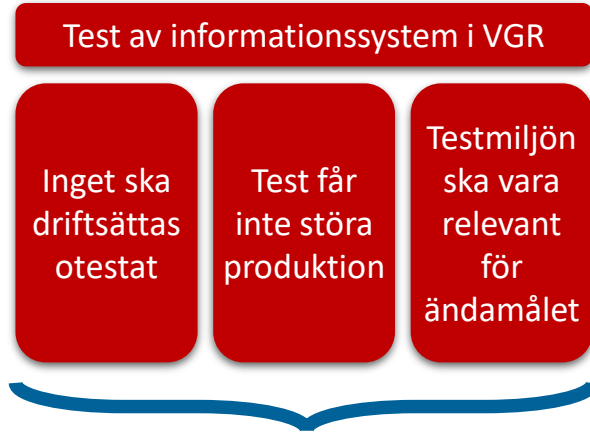 Test av informationssystem i VGR
Inget ska
driftsättas
otestat
Test får
inte störa
produktion
Testmiljön
ska vara
relevant
för
ändamålet